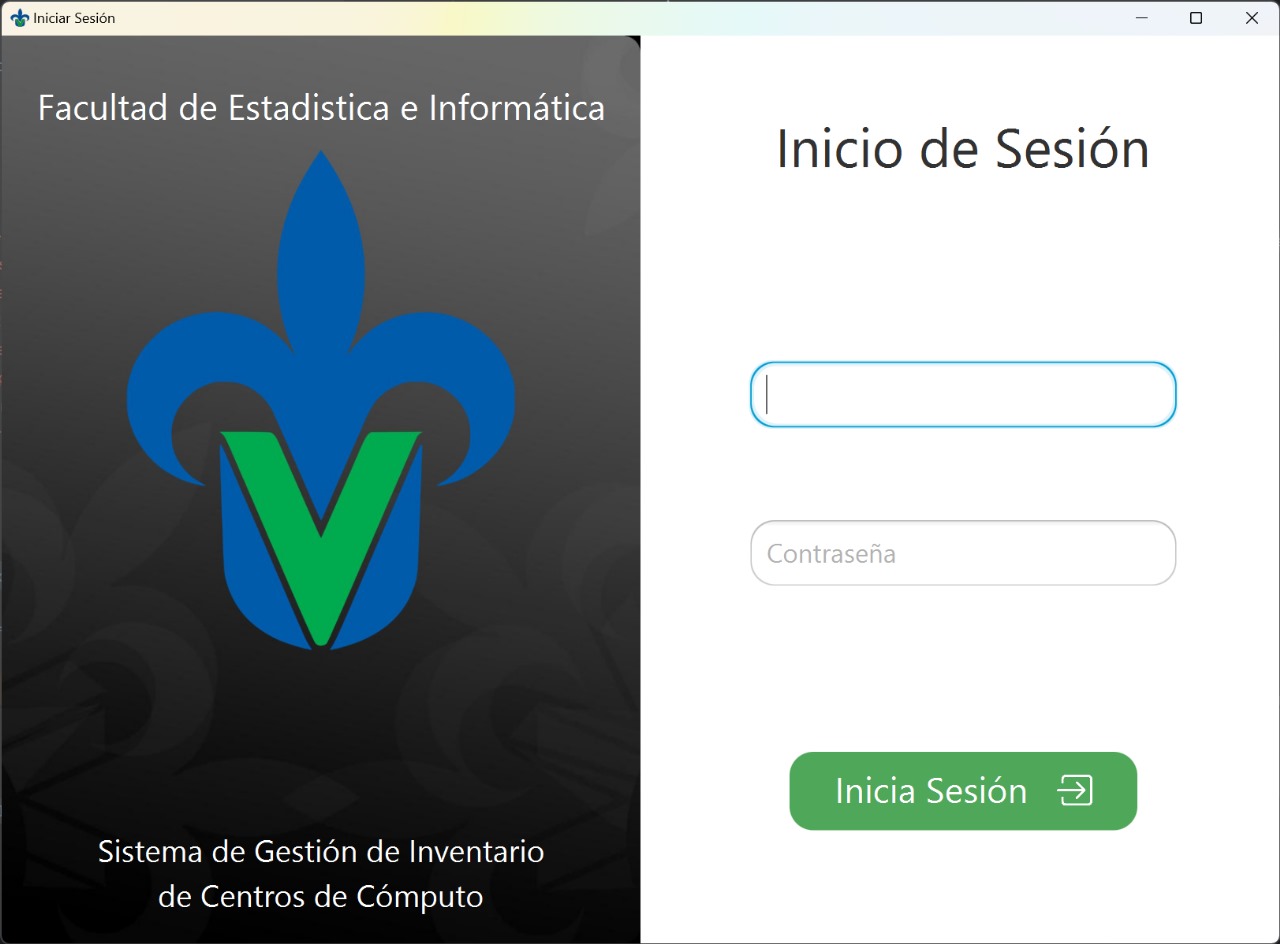 Iniciar Sesión
Facultad de Estadistica e Informática
Sistema de Gestión de Inventario
de Centros de Cómputo
Inicio de Sesión
Contraseña
Inicia Sesión